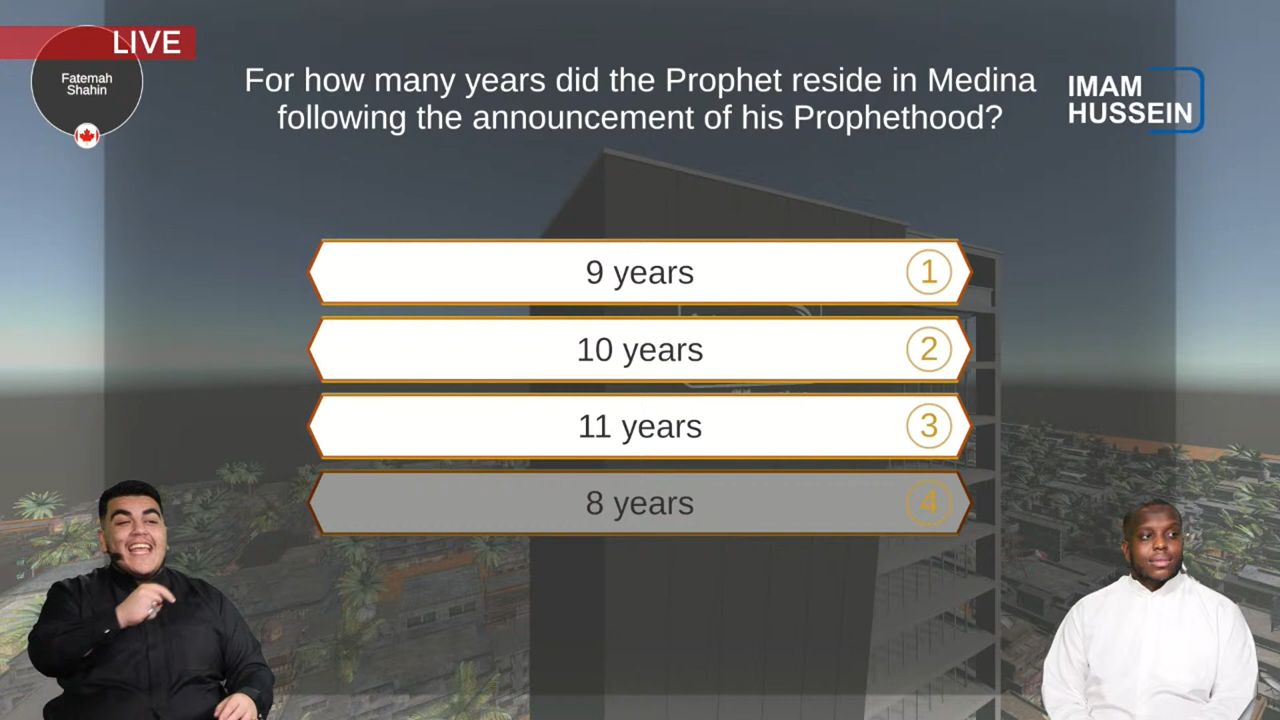 LIVE
Fatemah
Shahin
For how many years did the Prophet reside in Medina
following the announcement of his Prophethood?
IMAM
HUSSEIN
9 years 1
10 years 2
11 years 3
8 years 4